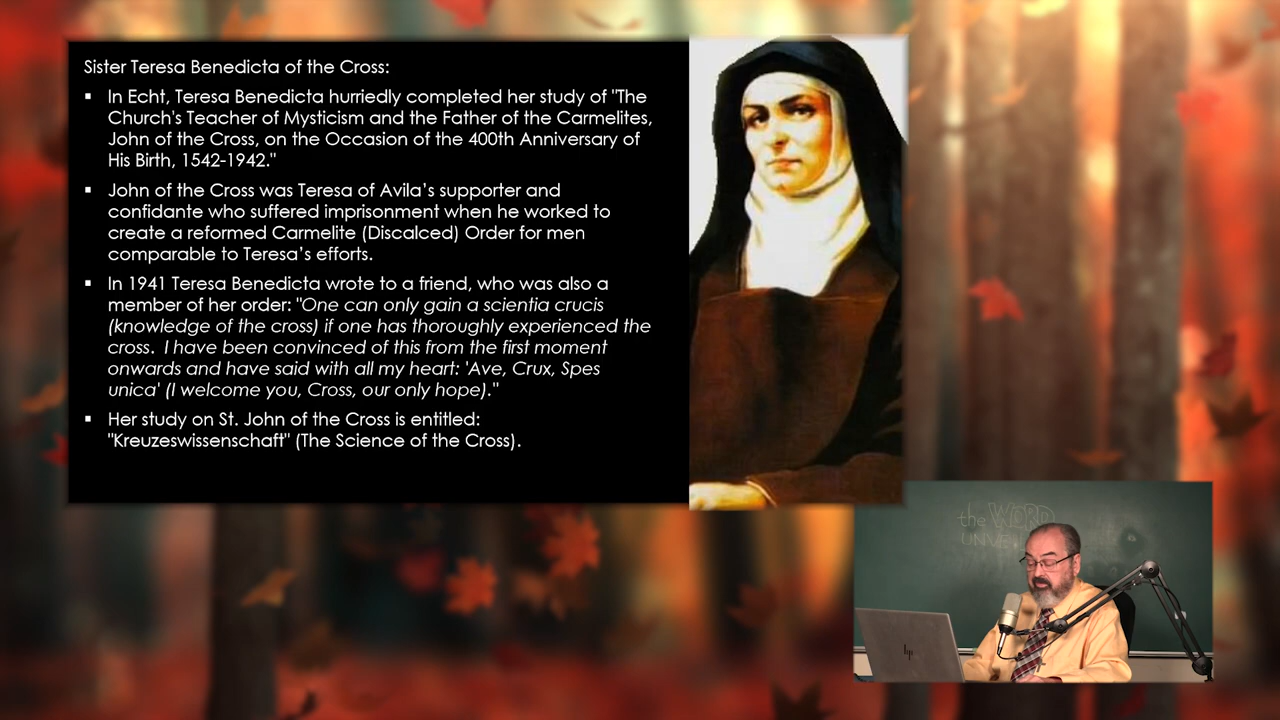 Sister Teresa Benedicta of the Cross:
▪ In Echt, Teresa Benedicta hurriedly completed her study of "The
Church's Teacher of Mysticism and the Father of the Carmelites,
John of the Cross, on the Occasion of the 400th Anniversary of
His Birth, 1542-1942."
▪ John of the Cross was Teresa of Avila's supporter and
confidante who suffered imprisonment when he worked to
create a reformed Carmelite (Discalced) Order for men
comparable to Teresa's efforts.
▪ In 1941 Teresa Benedicta wrote to a friend, who was also a
member of her order: "One can only gain a scientia crucis
(knowledge of the cross) if one has thoroughly experienced the
cross.  I have been convinced of this from the first moment
onwards and have said with all my heart: 'Ave, Crux, Spes
unica' (I welcome you, Cross, our only hope)."
▪ Her study on St. John of the Cross is entitled:
"Kreuzeswissenschaft" (The Science of the Cross).
the WORD
hp